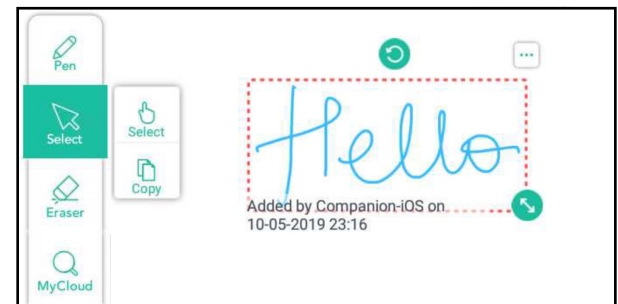 Pen
Select
Select
Copy
Eraser
MyCloud
Hello
Added by Companion-iOS on
10-05-2019 23:16